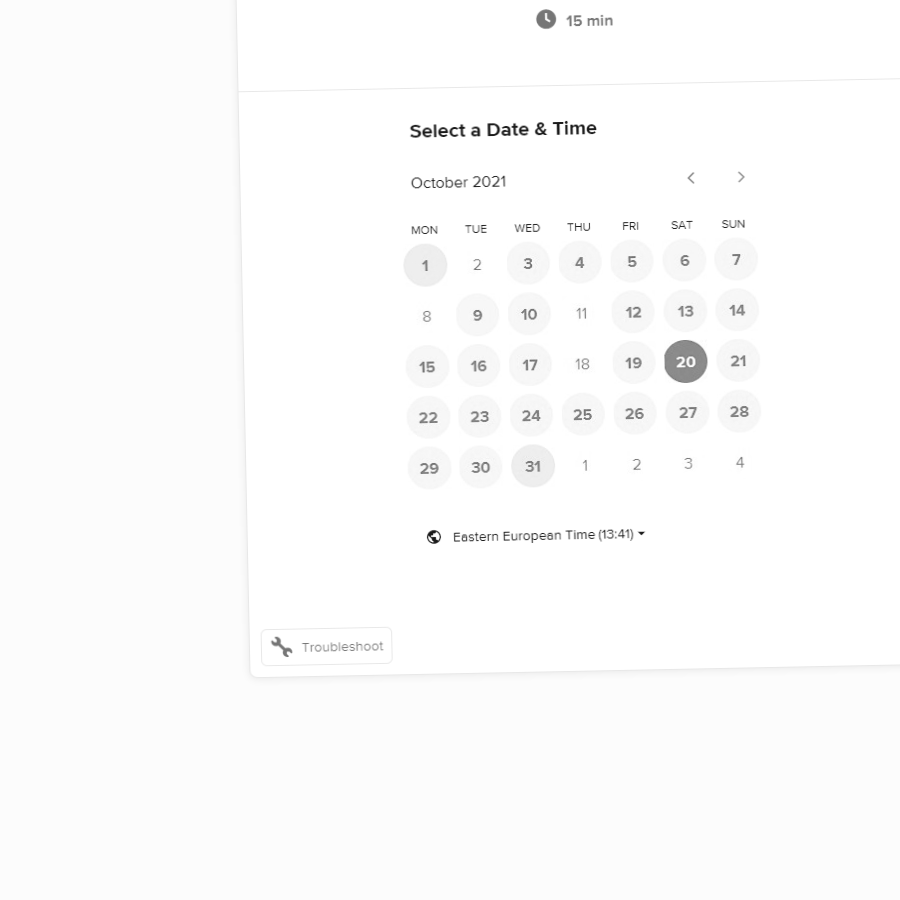 15 min
Select a Date & Time
October 2021
MON TUE WED THU FRI SAT SUN
1 2 3 4 5 6 7
8 9 10 11 12 13 14
15 16 17 18 19 20 21
22 23 24 25 26 27 28
29 30 31 1 2 3 4
Eastern European Time (13:41)
Troubleshoot